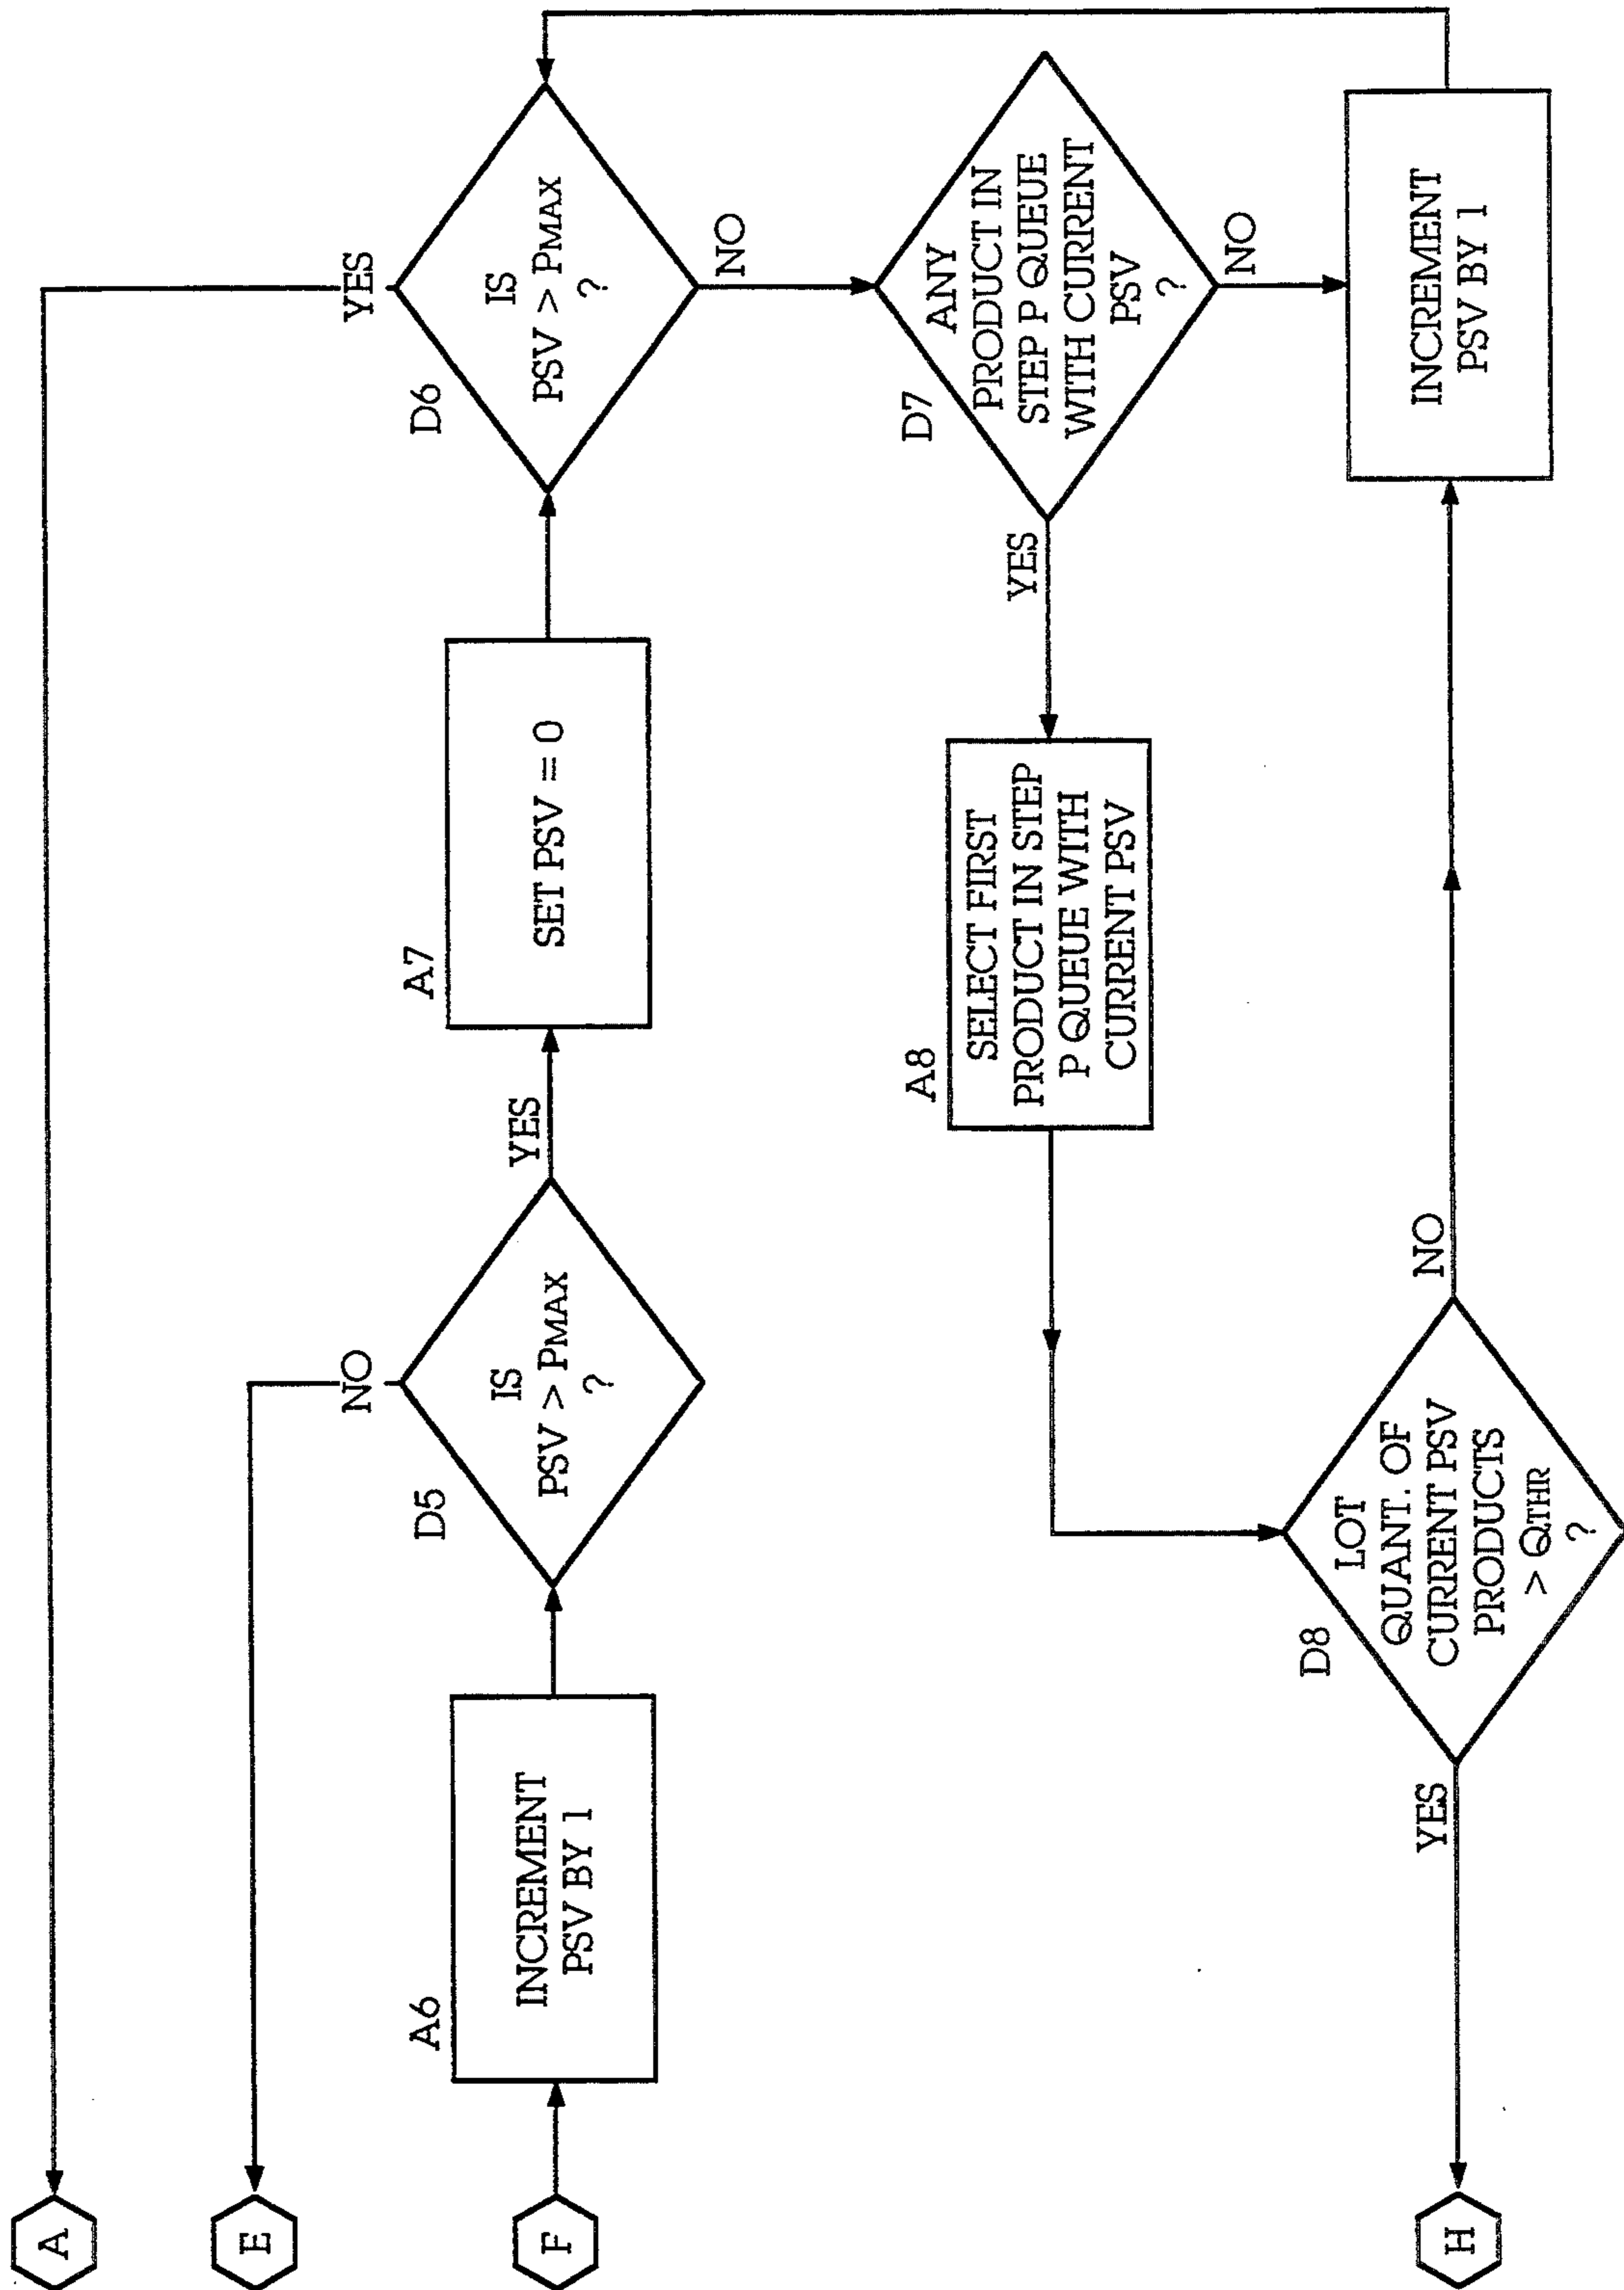 A
E
F
H
A6
INCREMENT
PSV BY 1
D5
IS
PSV > PMAX
?
NO
YES
A7
SET PSV = 0
D6
IS
PSV > PMAX
?
YES
NO
D7
ANY
PRODUCT IN
STEP P QUEUE
WITH CURRENT
PSV
?
YES
NO
A8
SELECT FIRST
PRODUCT IN STEP
P QUEUE WITH
CURRENT PSV
D8
LOT
QUANT. OF
CURRENT PSV
PRODUCTS
> QTHR
?
YES
NO
INCREMENT
PSV BY 1